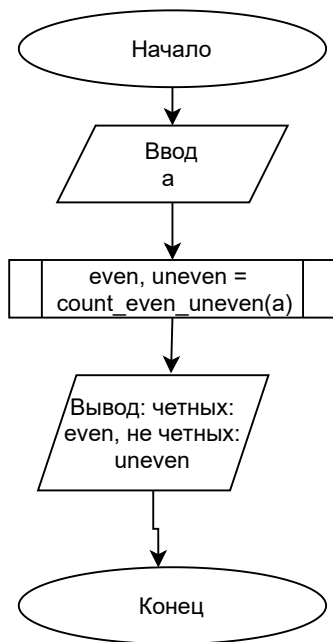 Начало
Ввод
a
even, uneven =
count_even_uneven(a)
Вывод: четных:
even, не четных:
uneven
Конец